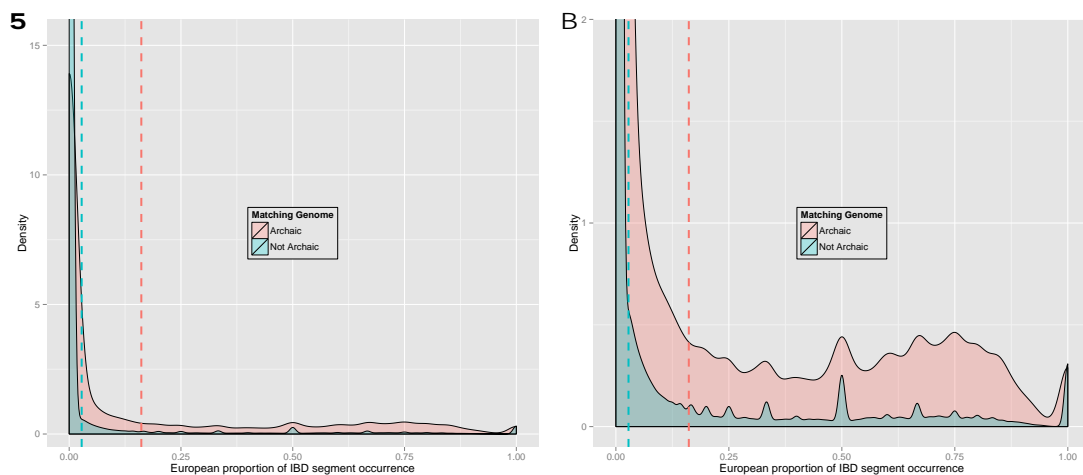 5
15
10
5
0
Density
Matching Genome
Archaic
Not Archaic
0.00 0.25 0.50 0.75 1.00
European proportion of IBD segment occurrence
B
2
1
0
Density
Matching Genome
Archaic
Not Archaic
0.00 0.25 0.50 0.75 1.00
European proportion of IBD segment occurrence